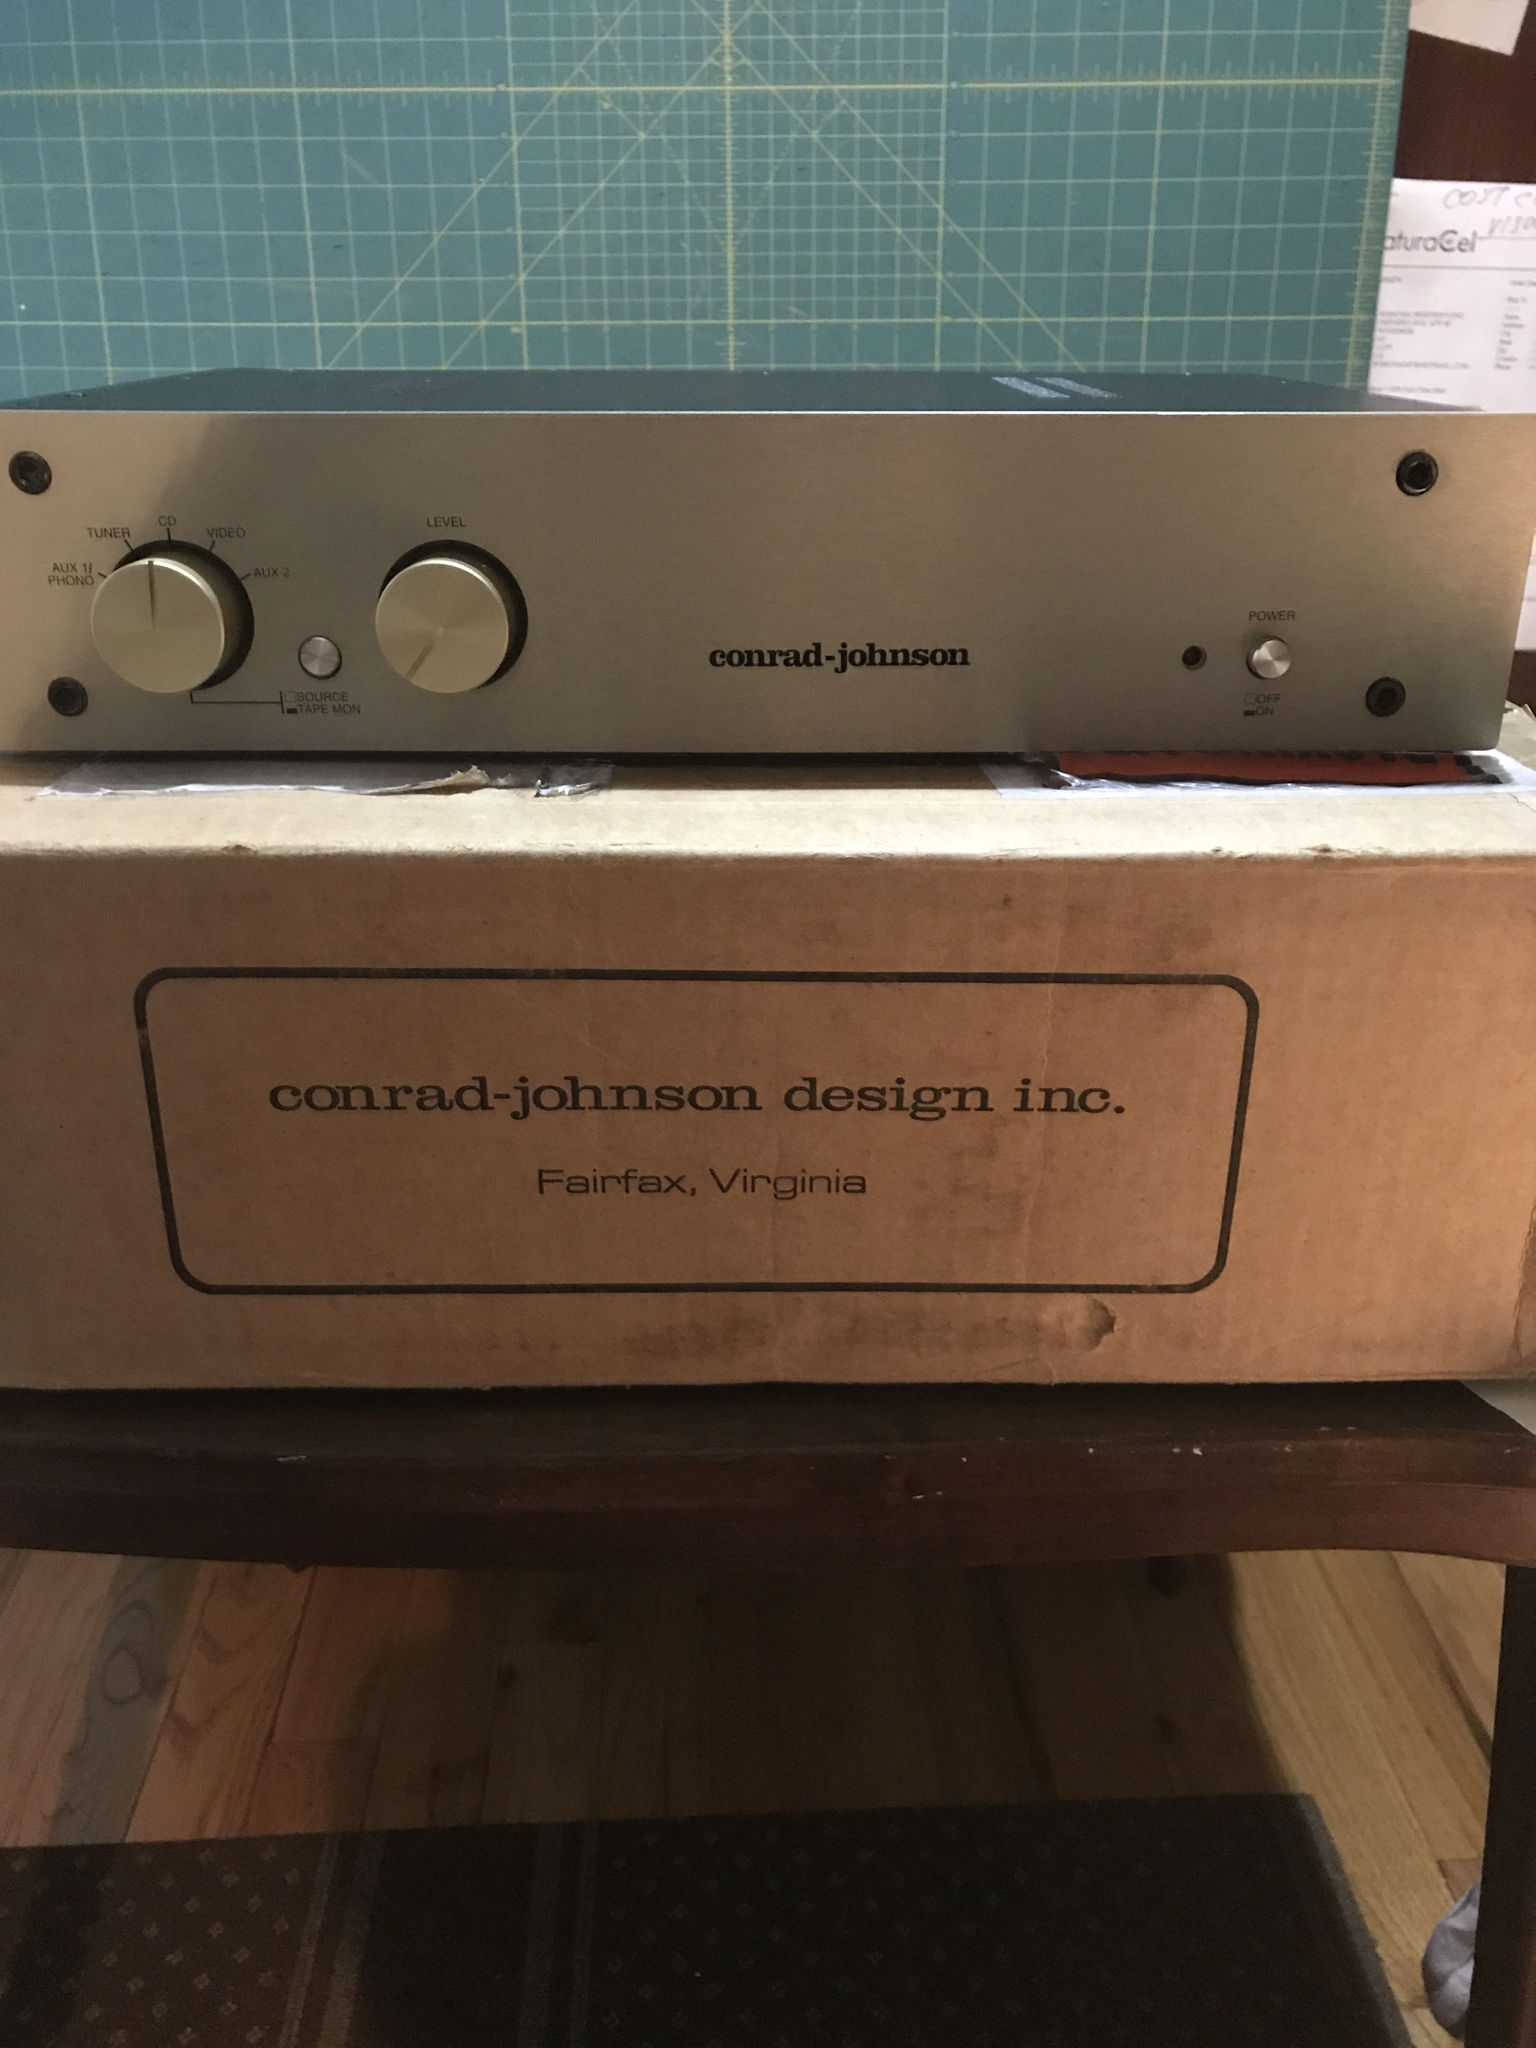 COST
aturaCel
TUNER
CD
VIDEO
AUX 1/
PHONO
AUX 2
SOURCE
TAPE MON
LEVEL
conrad-johnson
POWER
OFF
ON
conrad-johnson design inc.
Fairfax, Virginia